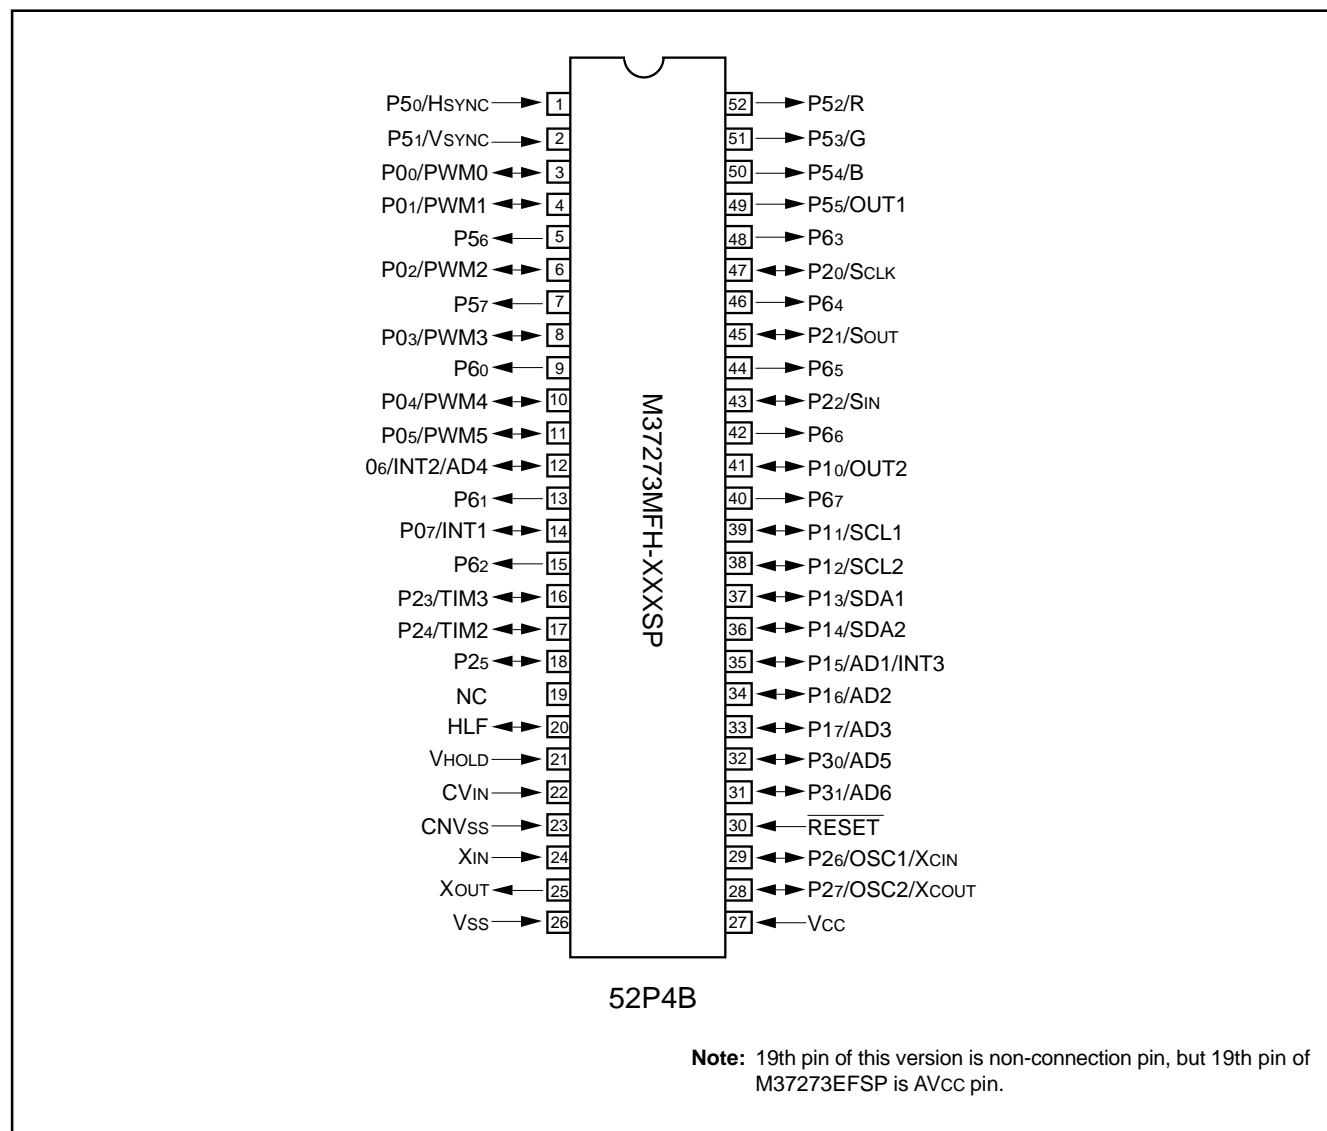 P50/HSYNC 1 52 P52/R
P51/VSYNC 2 51 P53/G
P00/PWM0 3 50 P54/B
P01/PWM1 4 49 P55/OUT1
P56 5 48 P63
P02/PWM2 6 47 P20/SCLK
P57 7 46 P64
P03/PWM3 8 45 P21/SOUT
P60 9 44 P65
P04/PWM4 10 43 P22/SIN
P05/PWM5 11 42 P66
06/INT2/AD4 12 41 P10/OUT2
P61 13 40 P67
P07/INT1 14 39 P11/SCL1
P62 15 38 P12/SCL2
P23/TIM3 16 37 P13/SDA1
P24/TIM2 17 36 P14/SDA2
P25 18 35 P15/AD1/INT3
NC 19 34 P16/AD2
HLF 20 33 P17/AD3
VHOLD 21 32 P30/AD5
CVIN 22 31 P31/AD6
CNVSS 23 30 RESET
XIN 24 29 P26/OSC1/XCIN
XOUT 25 28 P27/OSC2/XCOUT
VSS 26 27 VCC
M37273MFH-XXXSP
52P4B
Note: 19th pin of this version is non-connection pin, but 19th pin of
M37273EFSP is AVCC pin.